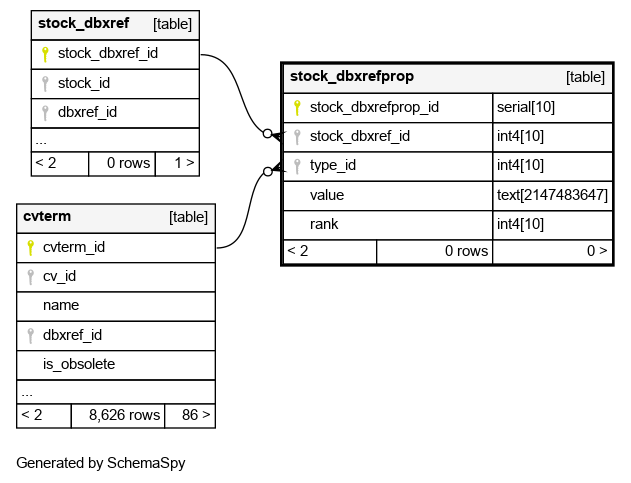 stock_dbxref [table]
stock_dbxref_id
stock_id
dbxref_id
...
< 2 0 rows 1 >
stock_dbxrefprop [table]
stock_dbxrefprop_id serial[10]
stock_dbxref_id int4[10]
type_id int4[10]
value text[2147483647]
rank int4[10]
< 2 0 rows 0 >
cvterm [table]
cvterm_id
cv_id
name
dbxref_id
is_obsolete
...
< 2 8,626 rows 86 >
Generated by SchemaSpy